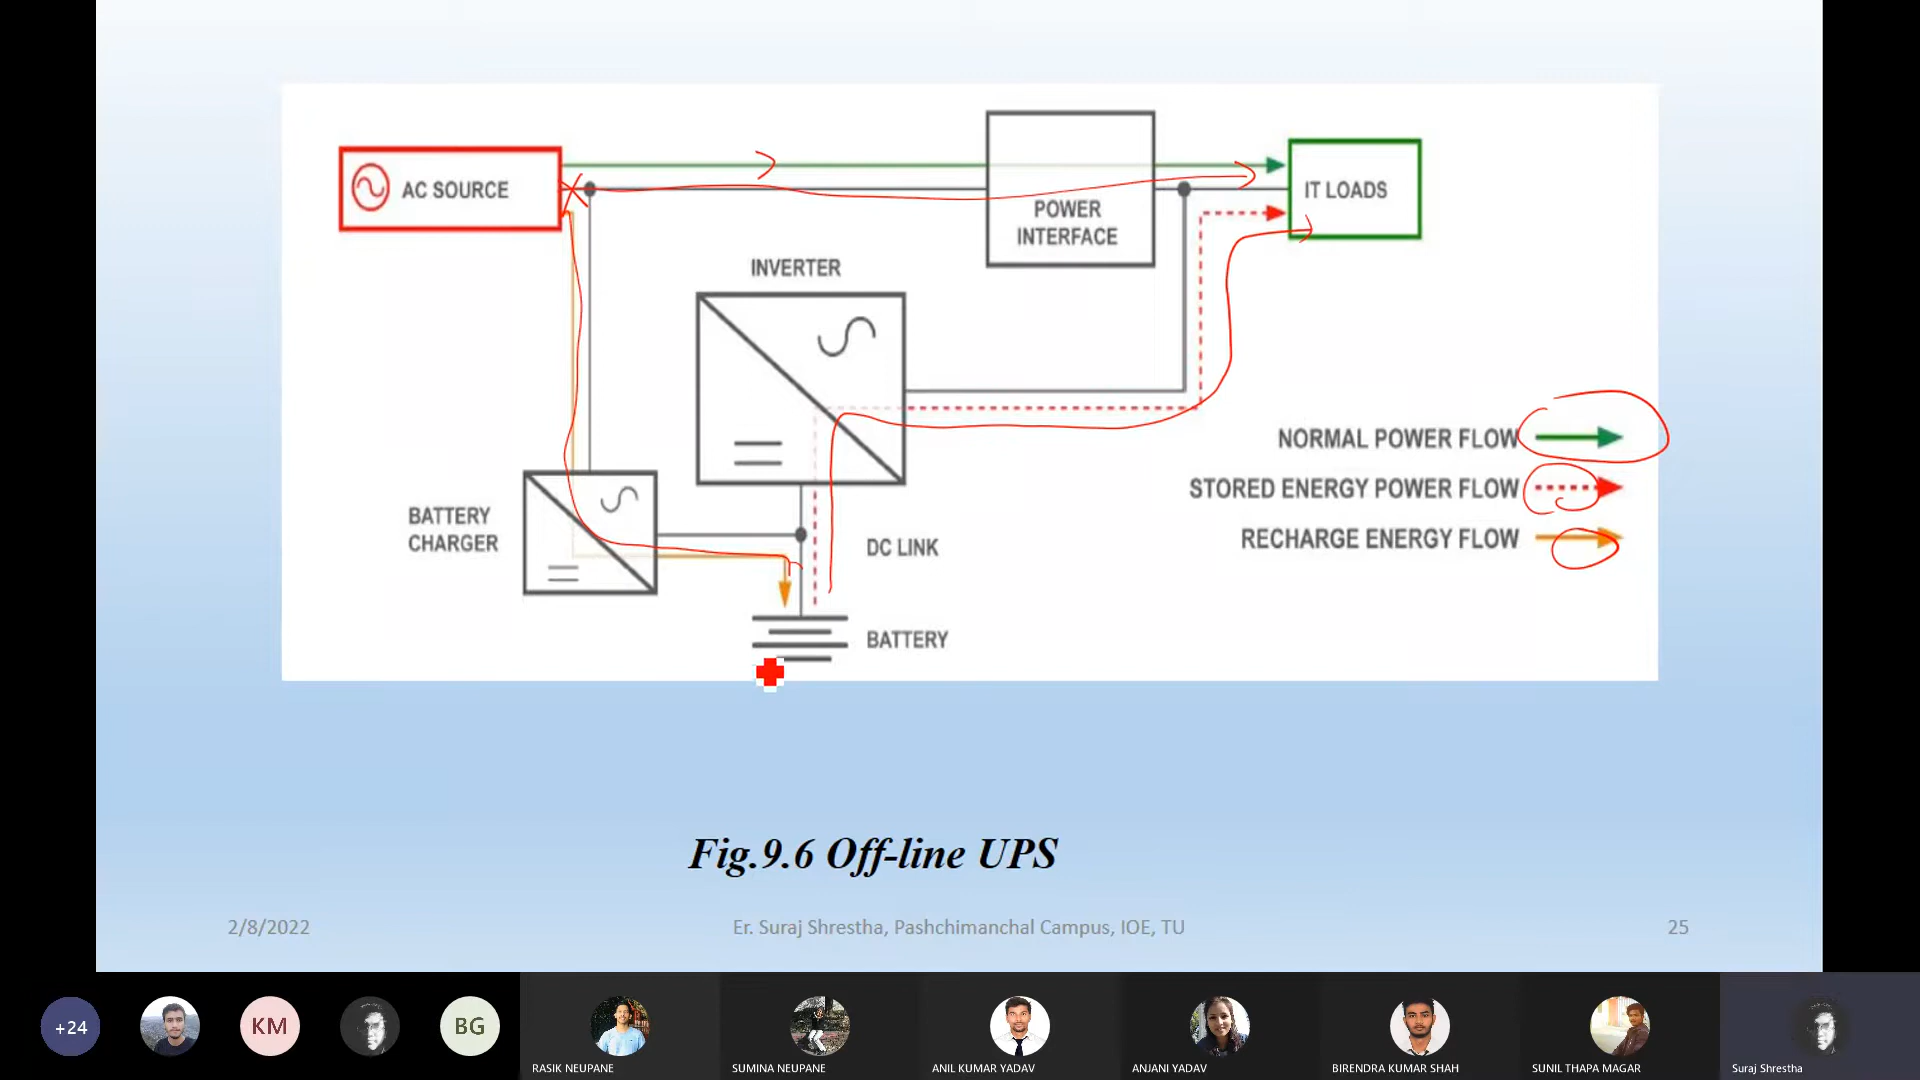 AC SOURCE
POWER
INTERFACE
IT LOADS
INVERTER
NORMAL POWER FLOW
STORED ENERGY POWER FLOW
RECHARGE ENERGY FLOW
BATTERY
CHARGER
DC LINK
BATTERY
Fig.9.6 Off-line UPS
2/8/2022
Er. Suraj Shrestha, Pashchimanchal Campus, IOE, TU
25
+24
KM
BG
RASIK NEUPANE
SUMINA NEUPANE
ANIL KUMAR YADAV
ANJANI YADAV
BIRENDRA KUMAR SHAH
SUNIL THAPA MAGAR
Suraj Shrestha